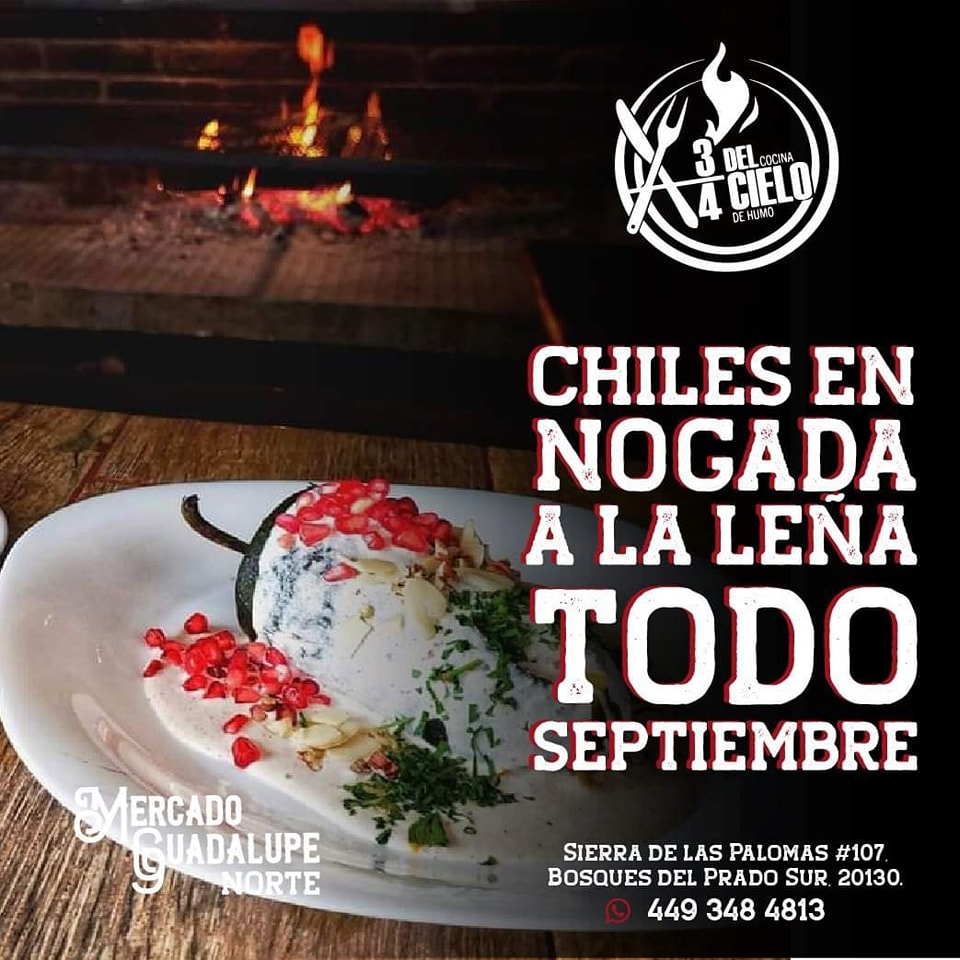 3/4 DEL CIELO
COCINA
DE HUMO
CHILES EN
NOGADA
A LA LEÑA
TODO
SEPTIEMBRE
MERCADO
GUADALUPE
NORTE
SIERRA DE LAS PALOMAS #107,
BOSQUES DEL PRADO SUR, 20130.
449 348 4813